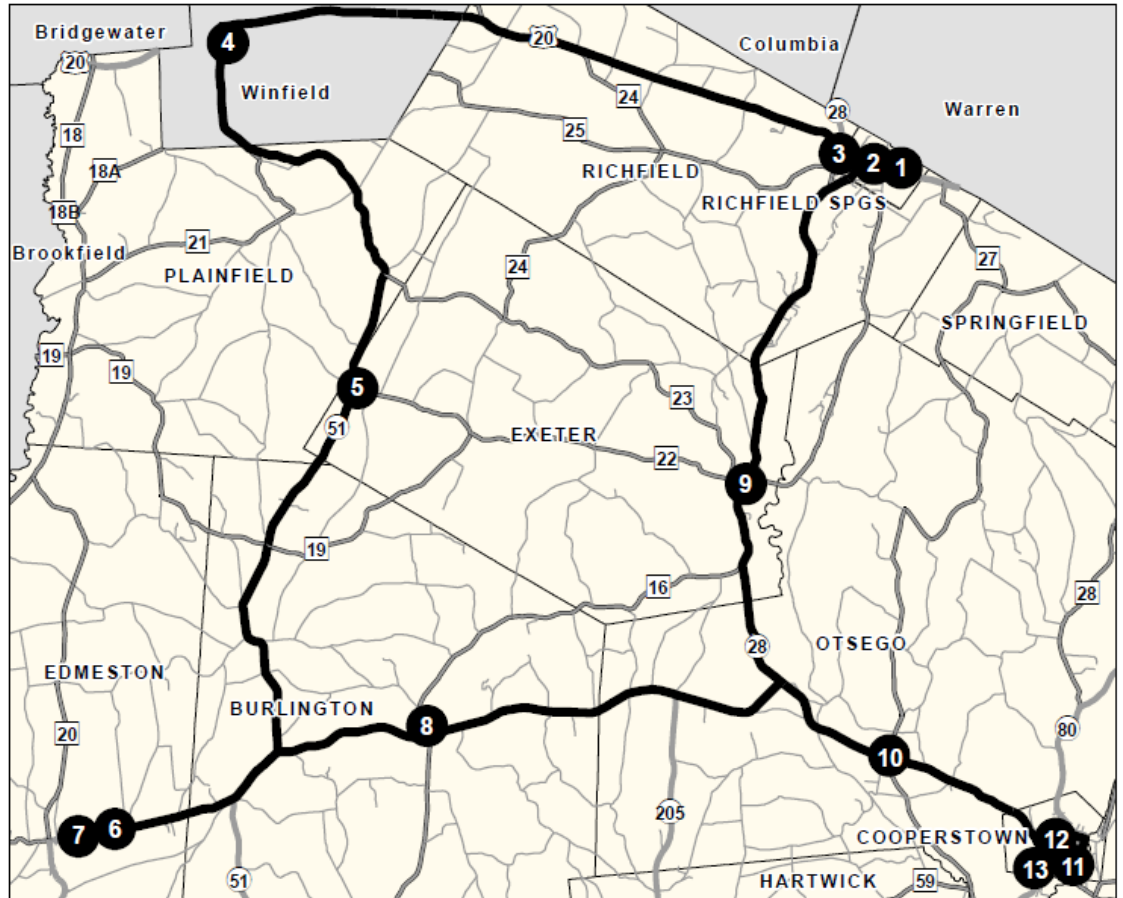 Bridgewater
Columbia
4
20
20
Winfield
24
28
Warren
18
25
3
2
1
18A
RICHFIELD
RICHFIELD SPGS
18B
21
Brookfield
PLAINFIELD
24
27
SPRINGFIELD
19
19
5
23
51
EXETER
22
9
19
16
28
28
OTSEGO
EDMESTON
BURLINGTON
8
20
80
10
205
7
6
COOPERSTOWN
12
13
11
51
HARTWICK
59